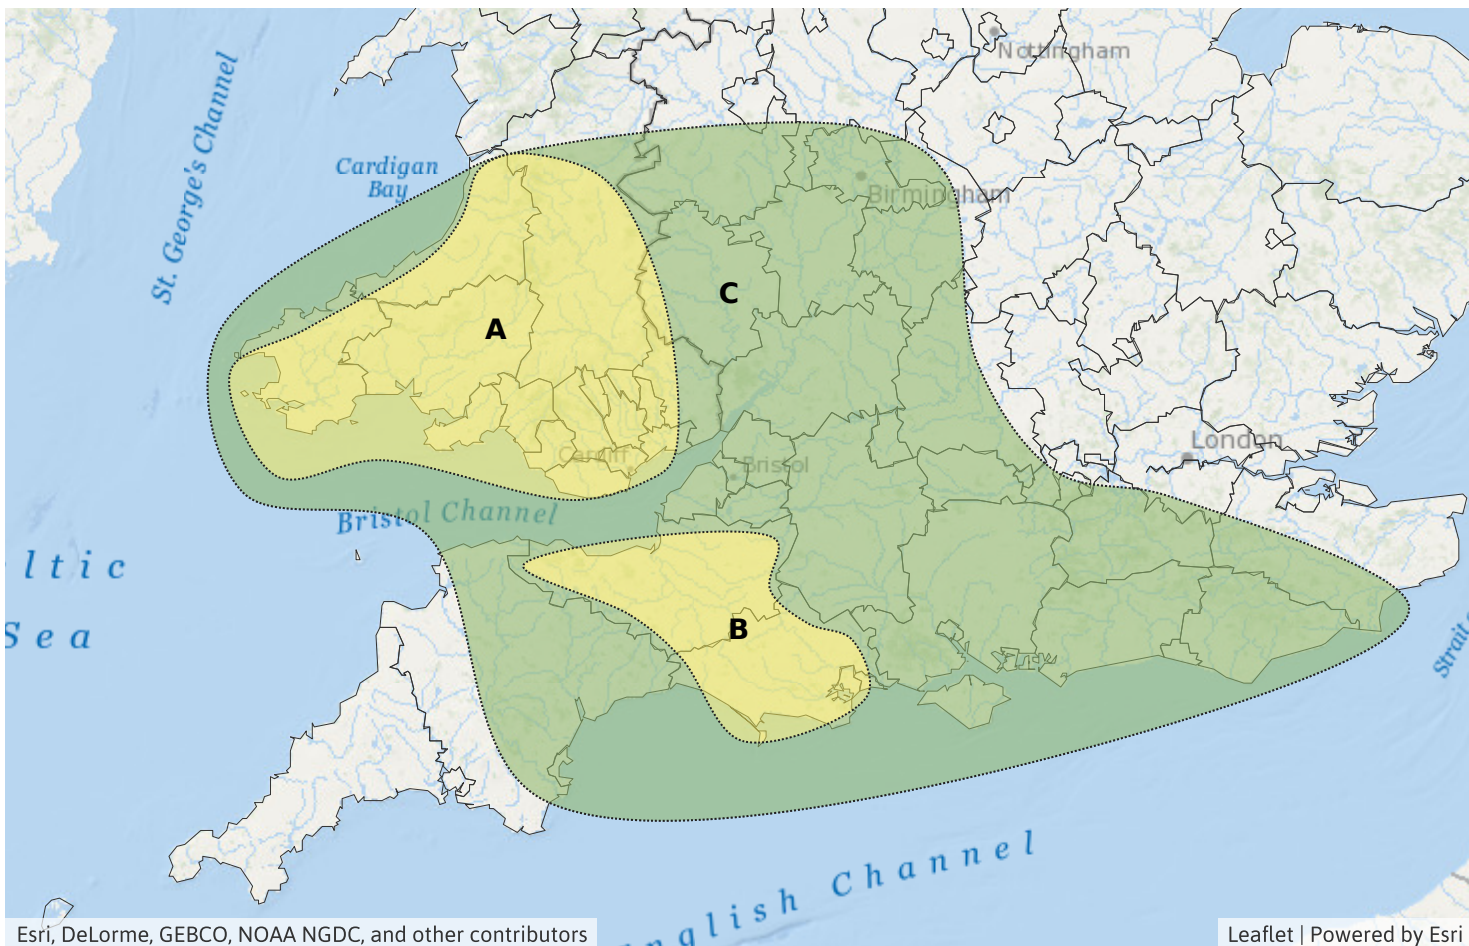 Nottingham
St. George's Channel
Cardigan
Bay
Birmingham
C
A
London
Cardiff
Bristol
Bristol Channel
ltic
Sea
B
Strait
English Channel
Esri, DeLorme, GEBCO, NOAA NGDC, and other contributors
Leaflet | Powered by Esri